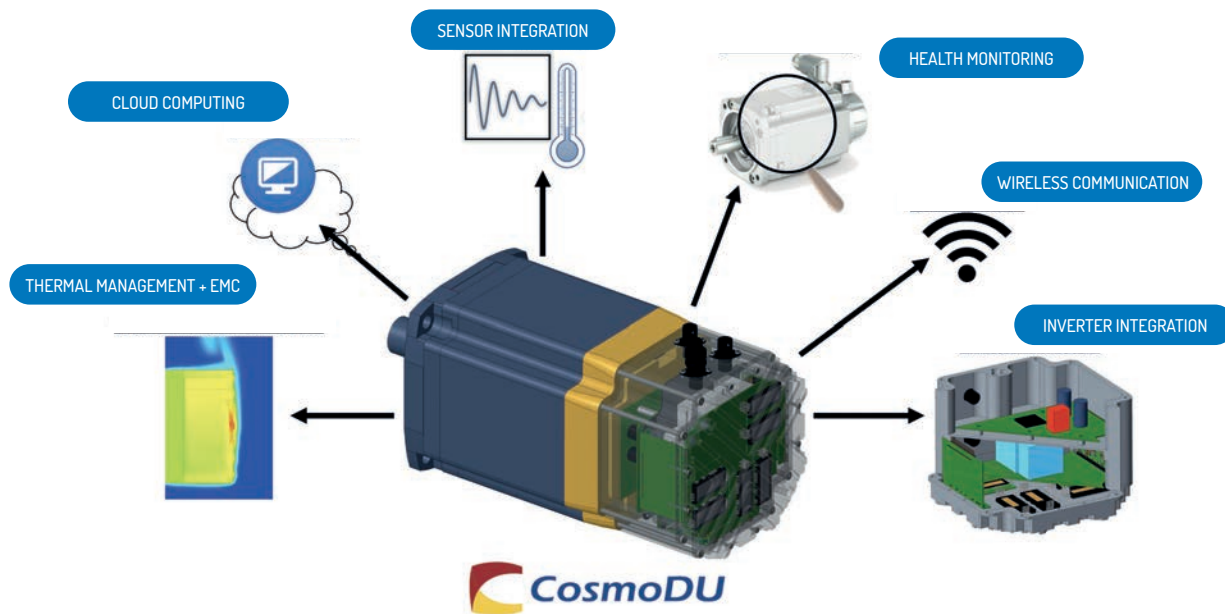 SENSOR INTEGRATION
HEALTH MONITORING
CLOUD COMPUTING
WIRELESS COMMUNICATION
THERMAL MANAGEMENT + EMC
INVERTER INTEGRATION
CosmoDU